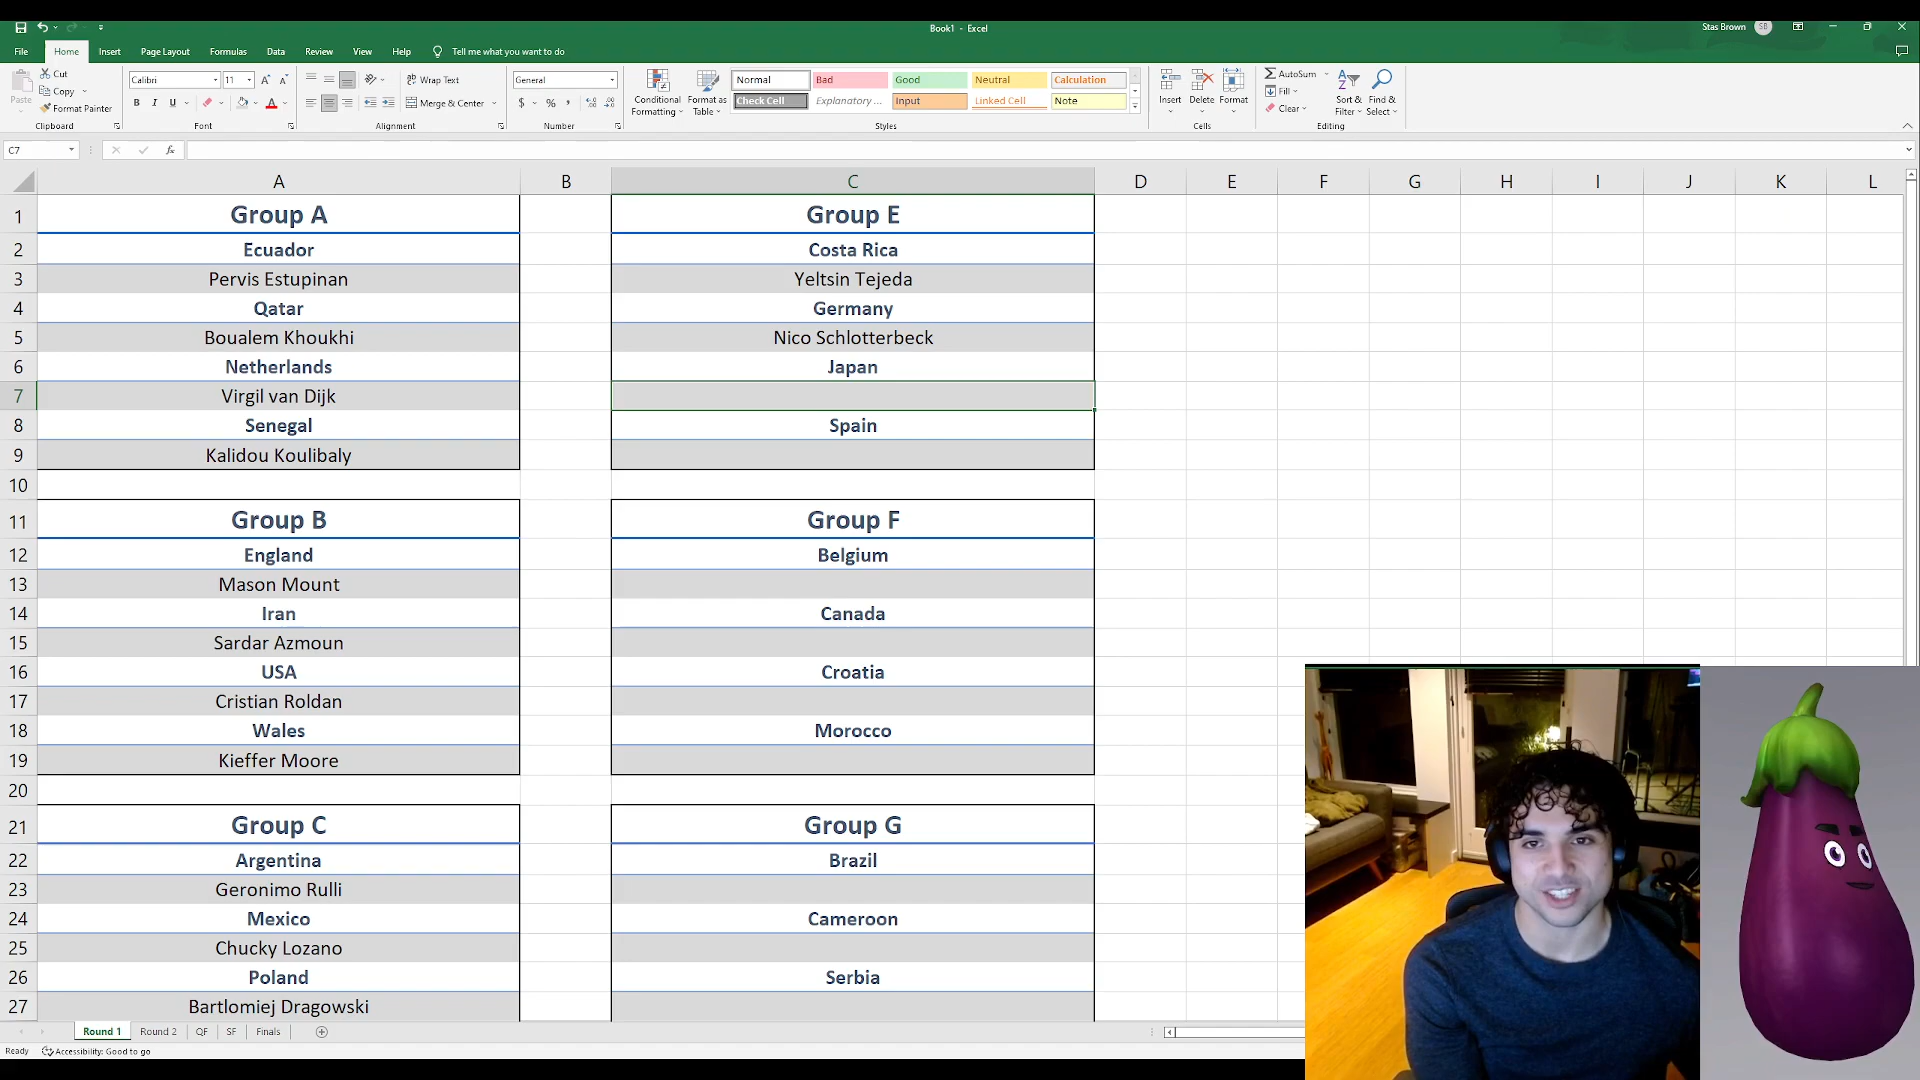 Book1 - Excel
Stas Brown SB
File Home Insert Page Layout Formulas Data Review View Help Tell me what you want to do
Paste
Cut
Copy
Format Painter
Clipboard
Calibri 11
B I U
Font
Wrap Text
Merge & Center
Alignment
General
$ % ,
Number
Conditional Formatting
Format as Table
Normal Bad Good Neutral Calculation
Check Cell Explanatory ... Input Linked Cell Note
Styles
Insert Delete Format
Cells
AutoSum
Fill
Clear
Sort & Filter
Find & Select
Editing
C7 fx
A B C D E F G H I J K L
1 Group A Group E
2 Ecuador Costa Rica
3 Pervis Estupinan Yeltsin Tejeda
4 Qatar Germany
5 Boualem Khoukhi Nico Schlotterbeck
6 Netherlands Japan
7 Virgil van Dijk
8 Senegal Spain
9 Kalidou Koulibaly
10
11 Group B Group F
12 England Belgium
13 Mason Mount
14 Iran Canada
15 Sardar Azmoun
16 USA Croatia
17 Cristian Roldan
18 Wales Morocco
19 Kieffer Moore
20
21 Group C Group G
22 Argentina Brazil
23 Geronimo Rulli
24 Mexico Cameroon
25 Chucky Lozano
26 Poland Serbia
27 Bartlomiej Dragowski
Round 1 Round 2 QF SF Finals
Ready Accessibility: Good to go